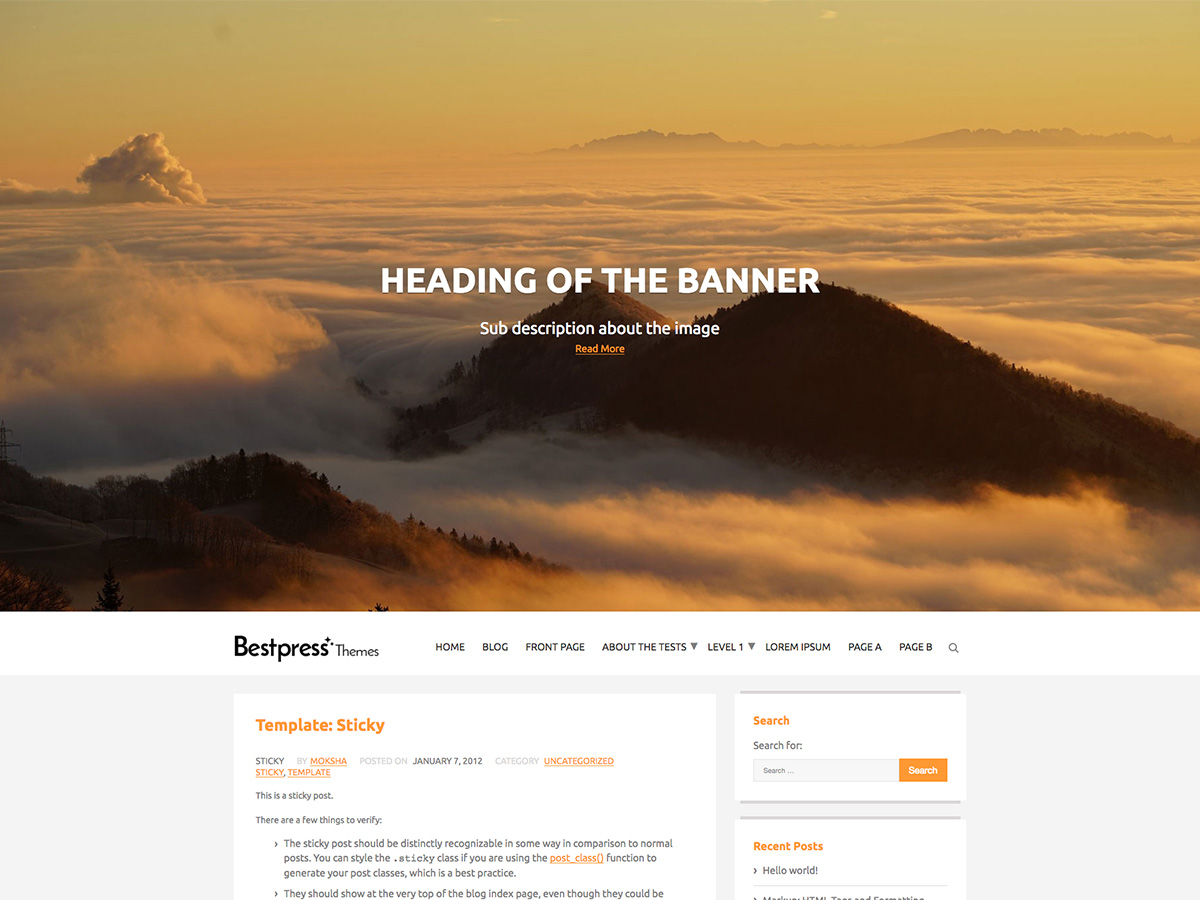 HEADING OF THE BANNER
Sub description about the image
Read More
Bestpress Themes
HOME BLOG FRONT PAGE ABOUT THE TESTS LEVEL 1 LOREM IPSUM PAGE A PAGE B
Template: Sticky
STICKY BY MOKSHA POSTED ON JANUARY 7, 2012 CATEGORY UNCATEGORIZED
STICKY, TEMPLATE
This is a sticky post.
There are a few things to verify:
› The sticky post should be distinctly recognizable in some way in comparison to normal
posts. You can style the .sticky class if you are using the post_class() function to
generate your post classes, which is a best practice.
› They should show at the very top of the blog index page, even though they could be
Search
Search for:
Search … Search
Recent Posts
› Hello world!
› Markup: HTML Tags and Formatting